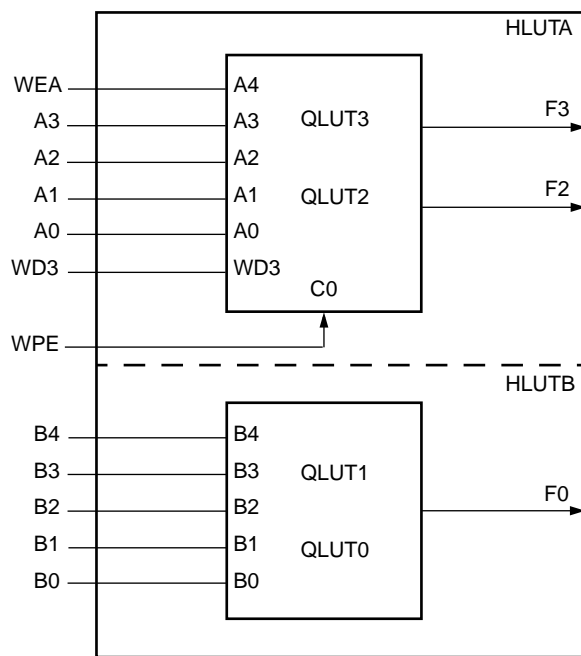 HLUTA
WEA A4
QLUT3 F3
A3 A3
A2 A2
A1 A1 QLUT2 F2
A0 A0
WD3 WD3
C0
WPE
HLUTB
B4 B4
B3 B3 QLUT1
B2 B2 F0
B1 B1 QLUT0
B0 B0